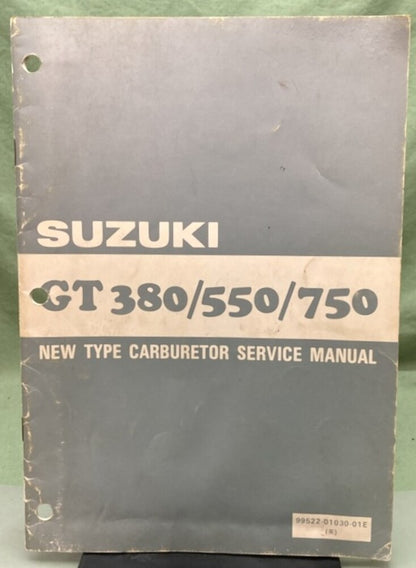 SUZUKI
GT 380/550/750
NEW TYPE CARBURETOR SERVICE MANUAL
99522-01030-01E